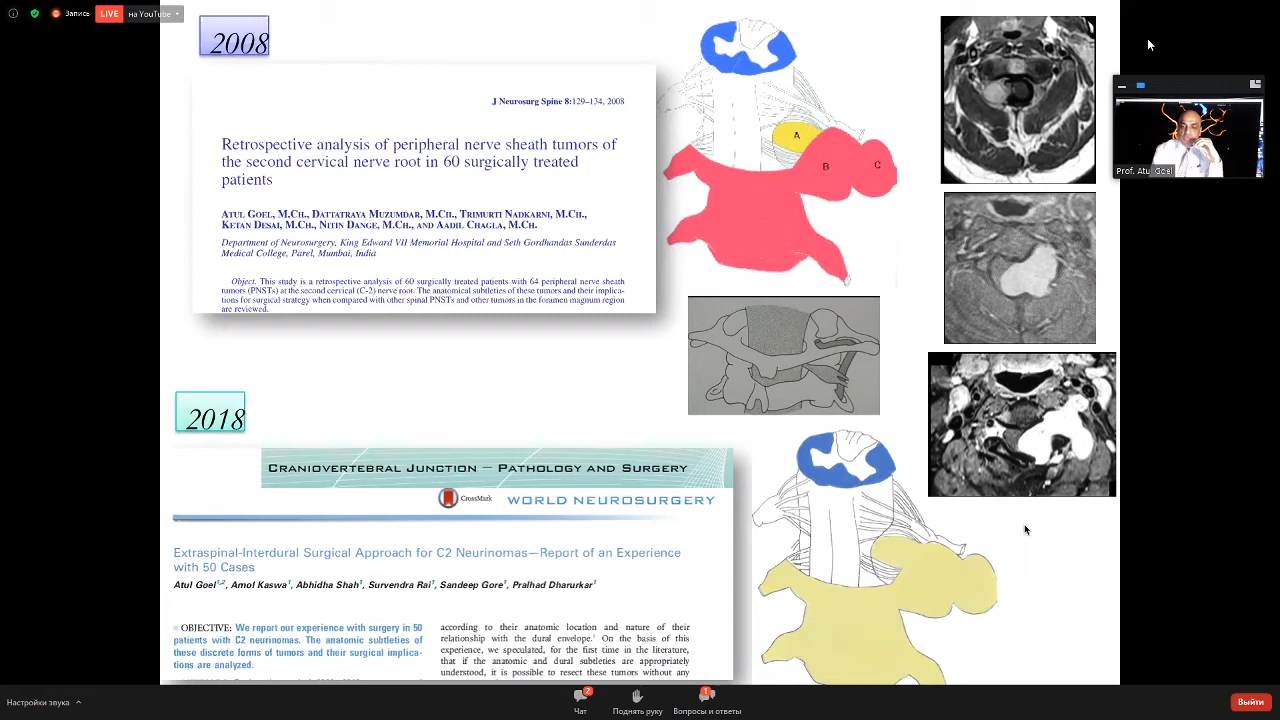 Запись
LIVE на YouTube
2008
J Neurosurg Spine 8:129–134, 2008
Retrospective analysis of peripheral nerve sheath tumors of
the second cervical nerve root in 60 surgically treated
patients
Atul Goel, M.Ch., Dattatraya Muzumdar, M.Ch., Trimurti Nadkarni, M.Ch.,
Ketan Desai, M.Ch., Nitin Dange, M.Ch., and Aadil Chagla, M.Ch.
Department of Neurosurgery, King Edward VII Memorial Hospital and Seth Gordhandas Sunderdas
Medical College, Parel, Mumbai, India
Object. This study is a retrospective analysis of 60 surgically treated patients with 64 peripheral nerve sheath
tumors (PNSTs) at the second cervical (C-2) nerve root. The anatomical subtleties of these tumors and their implica-
tions for surgical strategy when compared with other spinal PNSTs and other tumors in the foramen magnum region
are reviewed.
A
B
C
Prof. Atul Goel
2018
Craniovertebral Junction – Pathology and Surgery
CrossMark
WORLD NEUROSURGERY
Extraspinal-Interdural Surgical Approach for C2 Neurinomas—Report of an Experience
with 50 Cases
Atul Goel1,2, Amol Kaswa1, Abhidha Shah1, Survendra Rai1, Sandeep Gore1, Pralhad Dharurkar1
OBJECTIVE: We report our experience with surgery in 50
patients with C2 neurinomas. The anatomic subtleties of
these discrete forms of tumors and their surgical implica-
tions are analyzed.
according to their anatomic location and nature of their
relationship with the dural envelope.1 On the basis of this
experience, we speculated, for the first time in the literature,
that if the anatomic and dural subtleties are appropriately
understood, it is possible to resect these tumors without any
Настройки звука
2
Чат
Поднять руку
1
Вопросы и ответы
Выйти